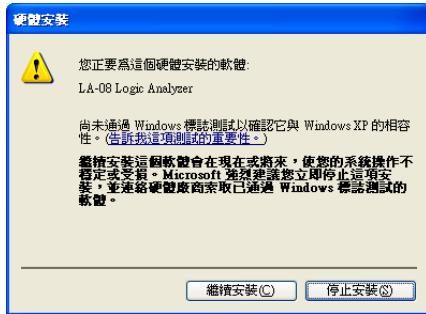 硬體安裝
您正要為這個硬體安裝的軟體:
LA-08 Logic Analyzer
尚未通過 Windows 標誌測試以確認它與 Windows XP 的相容
性。(告訴我這項測試的重要性。)
繼續安裝這個軟體會在現在或將來，使您的系統操作不
穩定或受損。Microsoft 強烈建議您立即停止這項安
裝，並連絡硬體廠商索取已通過 Windows 標誌測試的
軟體。
繼續安裝(C)
停止安裝(S)